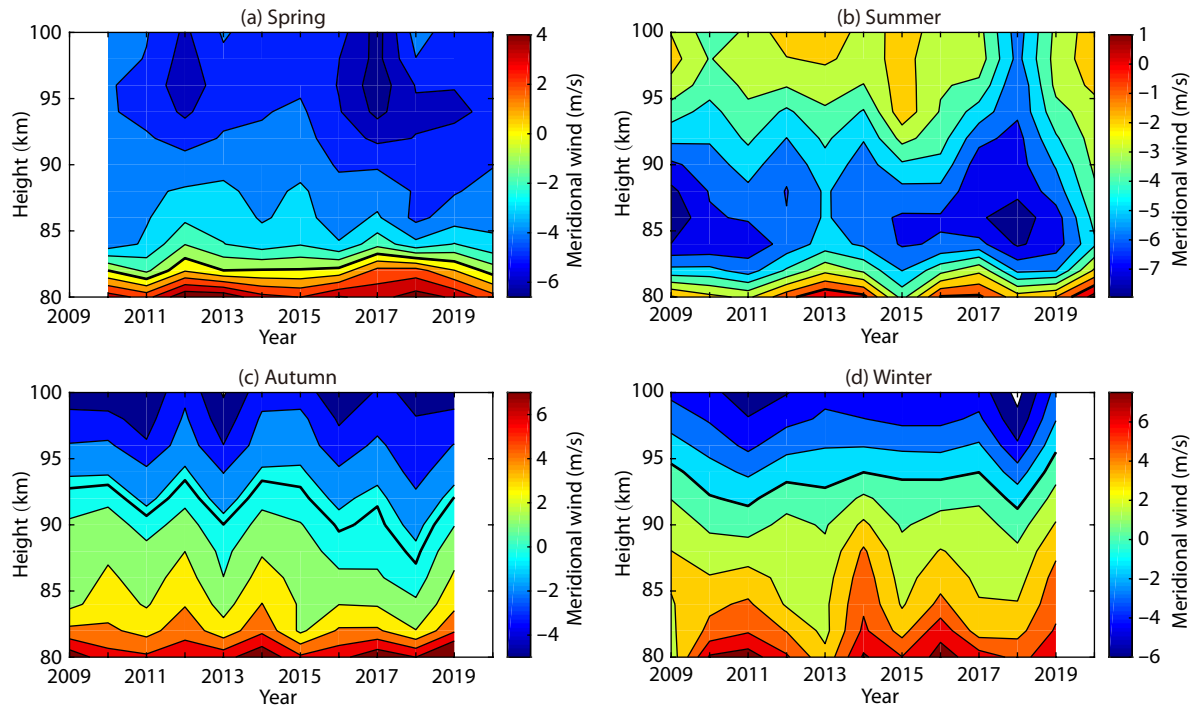 (a) Spring
100
95
90
85
80
Height (km)
2009 2011 2013 2015 2017 2019
Year
4
2
0
−2
−4
−6
Meridional wind (m/s)
(b) Summer
100
95
90
85
80
Height (km)
2009 2011 2013 2015 2017 2019
Year
1
0
−1
−2
−3
−4
−5
−6
−7
Meridional wind (m/s)
(c) Autumn
100
95
90
85
80
Height (km)
2009 2011 2013 2015 2017 2019
Year
6
4
2
0
−2
−4
Meridional wind (m/s)
(d) Winter
100
95
90
85
80
Height (km)
2009 2011 2013 2015 2017 2019
Year
6
4
2
0
−2
−4
−6
Meridional wind (m/s)